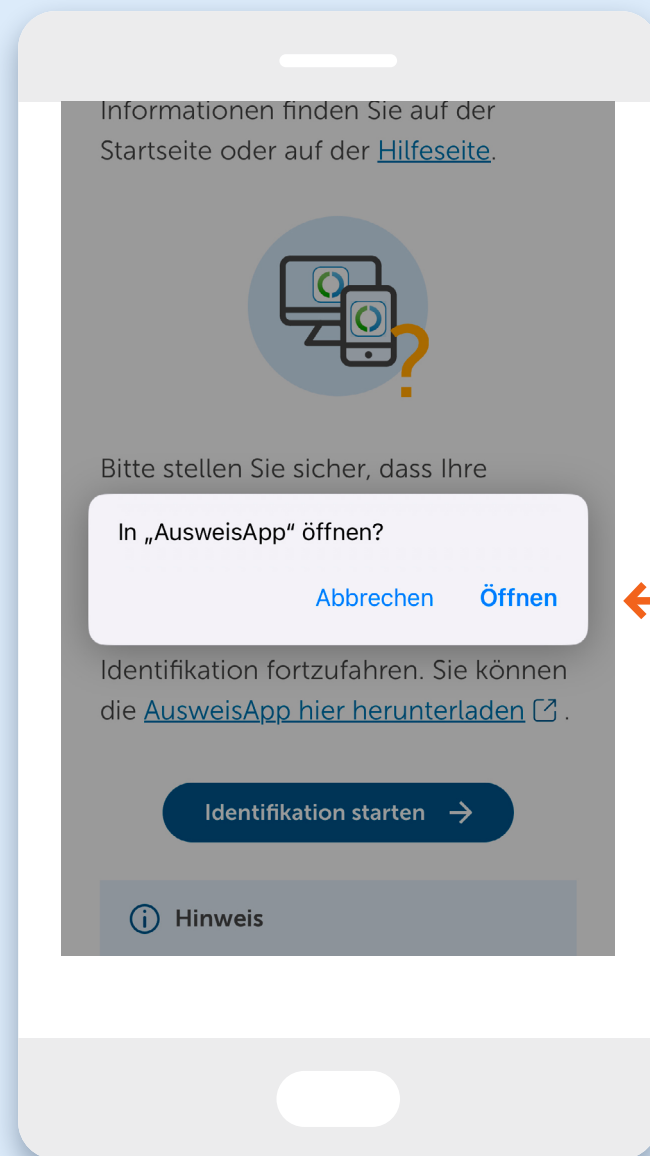 Informationen finden Sie auf der
Startseite oder auf der Hilfeseite.
?
Bitte stellen Sie sicher, dass Ihre
In „AusweisApp“ öffnen?
Abbrechen Öffnen
Identifikation fortzufahren. Sie können
die AusweisApp hier herunterladen.
Identifikation starten
Hinweis